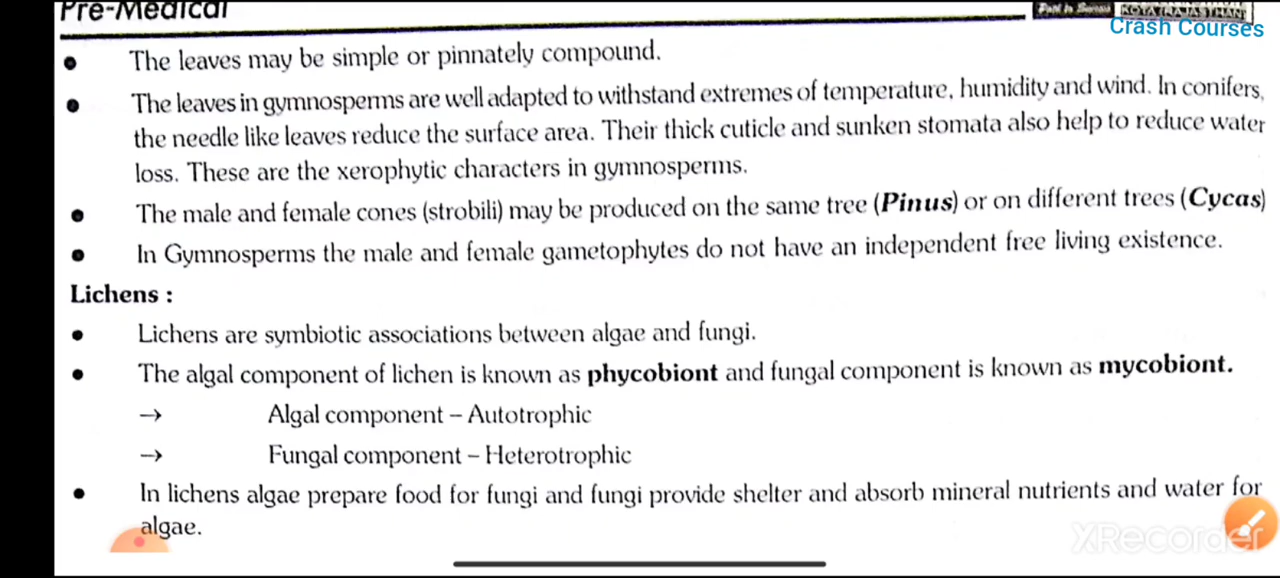 Pre-Medical
Path to Success KOTA (RAJASTHAN)
Crash Courses
• The leaves may be simple or pinnately compound.
• The leaves in gymnosperms are well adapted to withstand extremes of temperature, humidity and wind. In conifers,
the needle like leaves reduce the surface area. Their thick cuticle and sunken stomata also help to reduce water
loss. These are the xerophytic characters in gymnosperms.
• The male and female cones (strobili) may be produced on the same tree (Pinus) or on different trees (Cycas)
• In Gymnosperms the male and female gametophytes do not have an independent free living existence.
Lichens :
• Lichens are symbiotic associations between algae and fungi.
• The algal component of lichen is known as phycobiont and fungal component is known as mycobiont.
→ Algal component – Autotrophic
→ Fungal component – Heterotrophic
• In lichens algae prepare food for fungi and fungi provide shelter and absorb mineral nutrients and water for
algae.
XRecorder